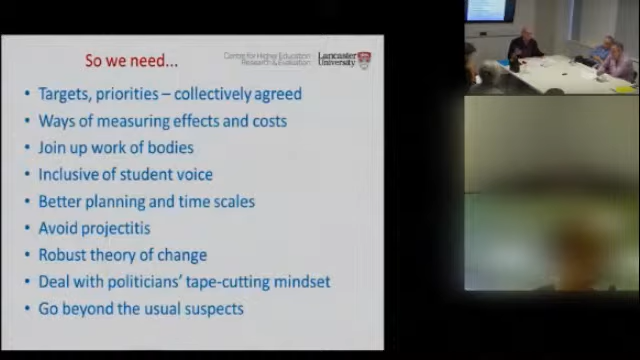 So we need...
Centre for Higher Education
Research & Evaluation
Lancaster
University
• Targets, priorities – collectively agreed
• Ways of measuring effects and costs
• Join up work of bodies
• Inclusive of student voice
• Better planning and time scales
• Avoid projectitis
• Robust theory of change
• Deal with politicians' tape-cutting mindset
• Go beyond the usual suspects